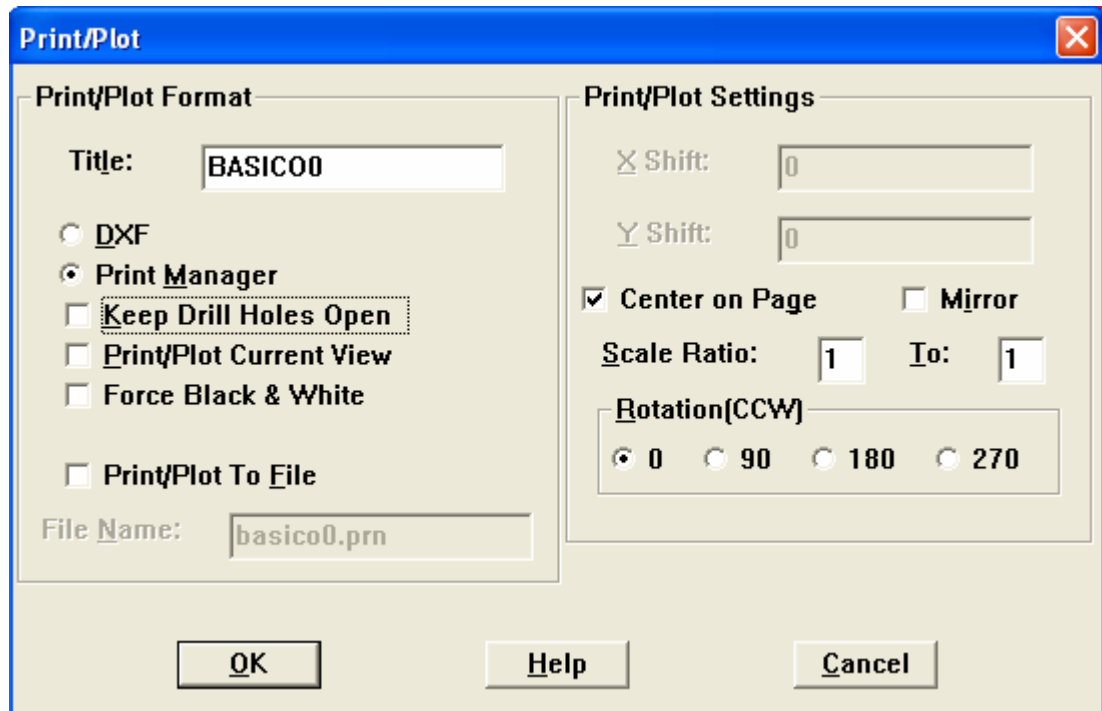 Print/Plot
Print/Plot Format
Title: BASICO0
DXF
Print Manager
Keep Drill Holes Open
Print/Plot Current View
Force Black & White
Print/Plot To File
File Name: basico0.prn
Print/Plot Settings
X Shift: 0
Y Shift: 0
Center on Page Mirror
Scale Ratio: 1 To: 1
Rotation(CCW)
0 90 180 270
OK Help Cancel